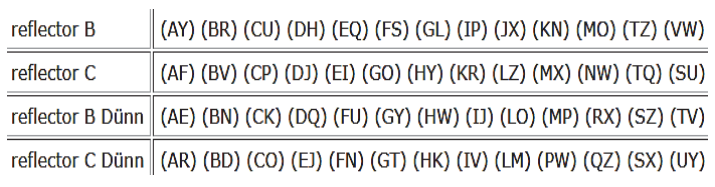 reflector B (AY) (BR) (CU) (DH) (EQ) (FS) (GL) (IP) (JX) (KN) (MO) (TZ) (VW)
reflector C (AF) (BV) (CP) (DJ) (EI) (GO) (HY) (KR) (LZ) (MX) (NW) (TQ) (SU)
reflector B Dünn (AE) (BN) (CK) (DQ) (FU) (GY) (HW) (IJ) (LO) (MP) (RX) (SZ) (TV)
reflector C Dünn (AR) (BD) (CO) (EJ) (FN) (GT) (HK) (IV) (LM) (PW) (QZ) (SX) (UY)